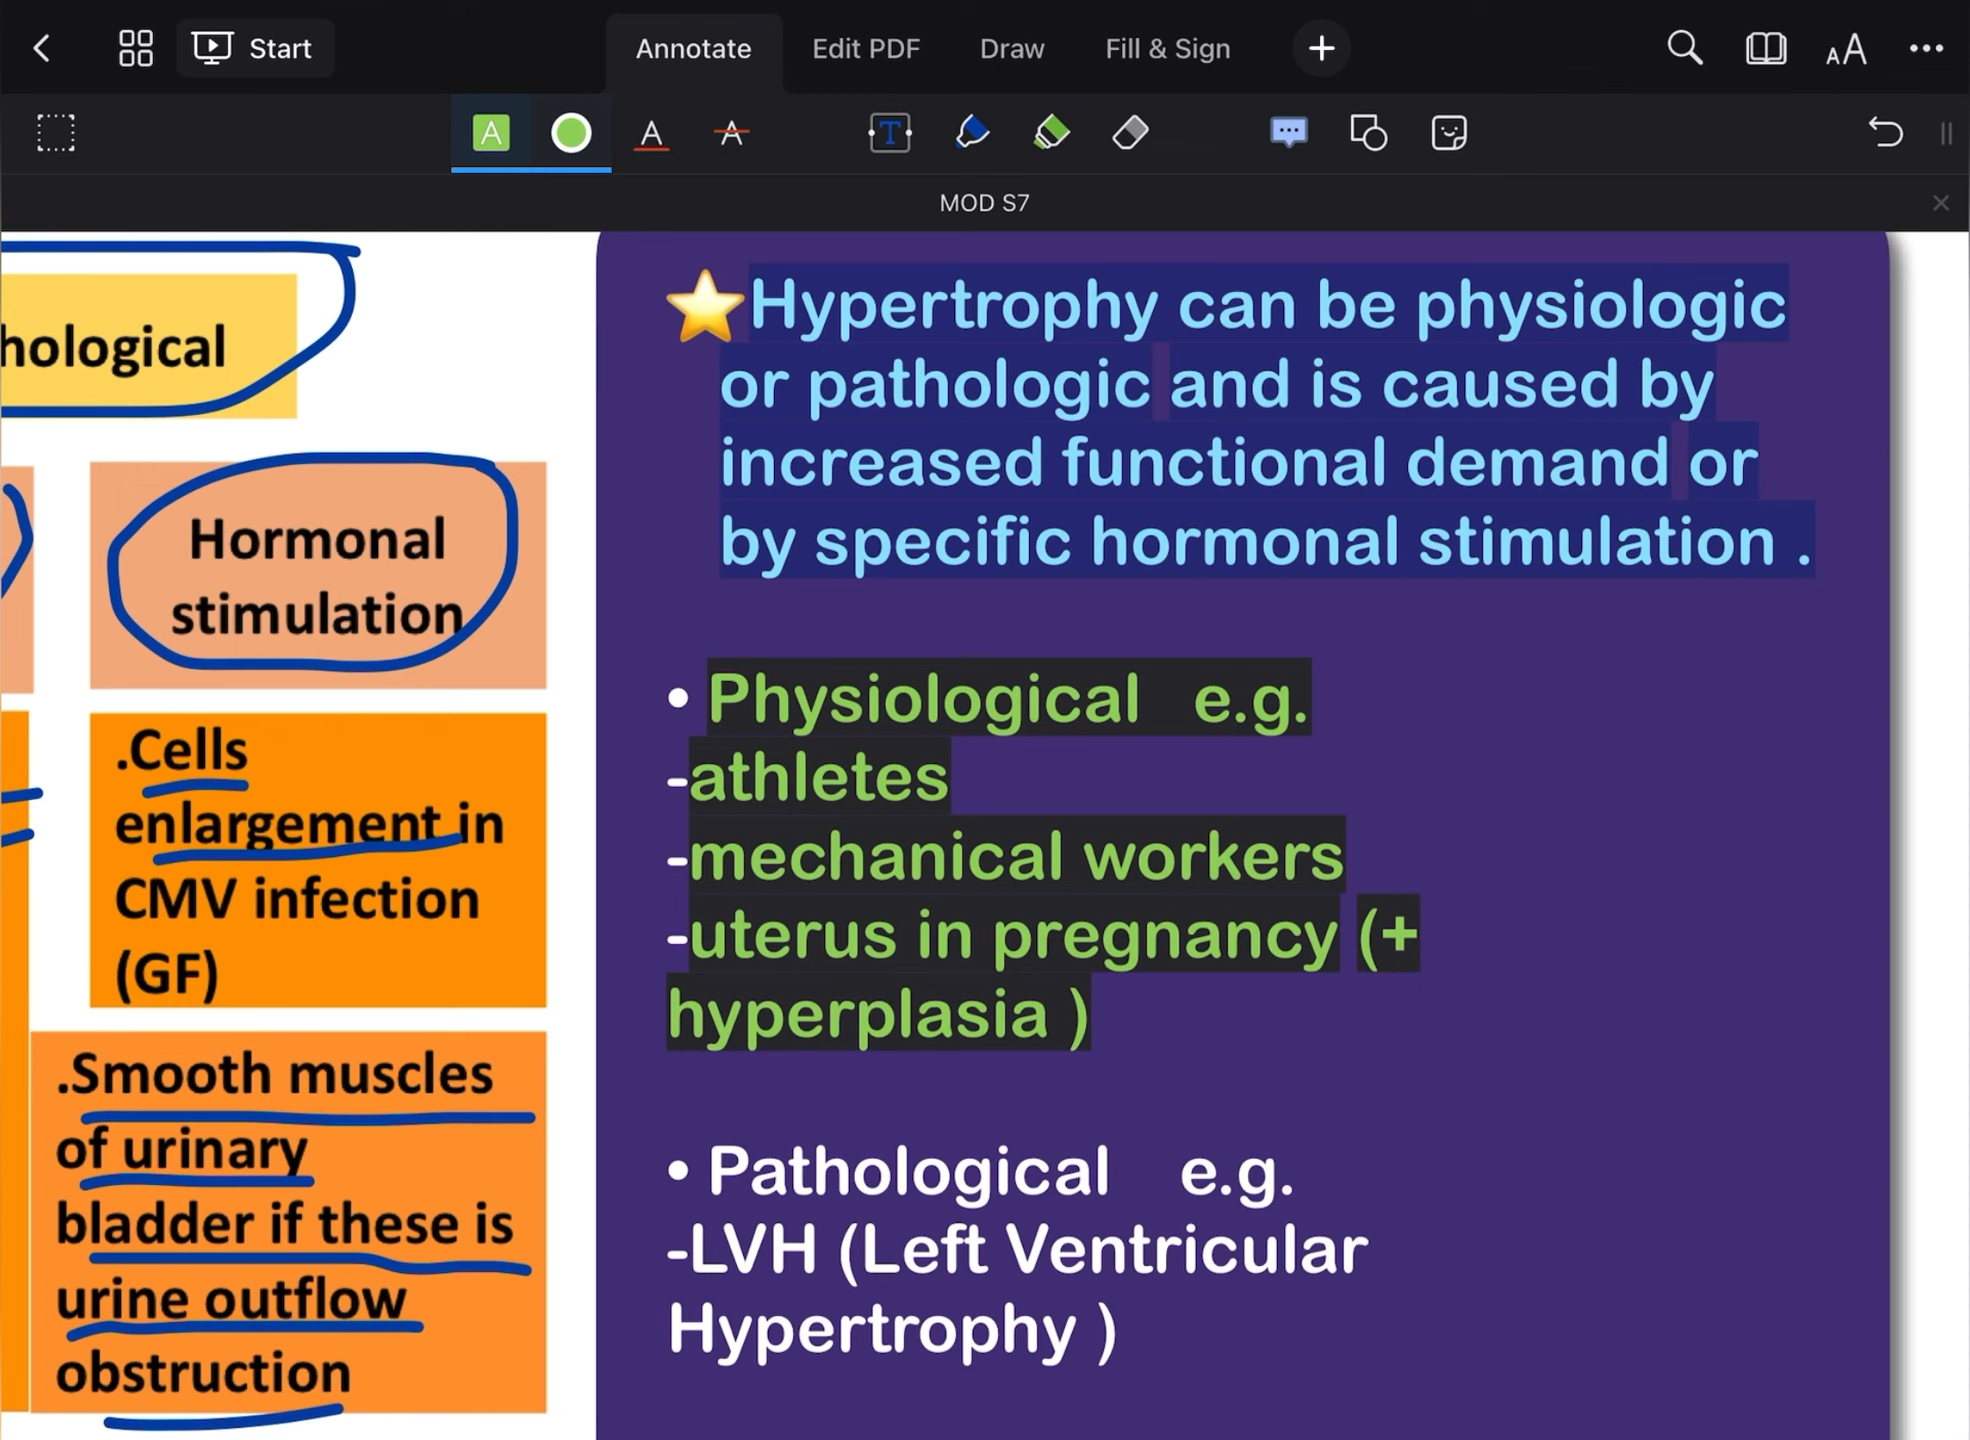 Start
Annotate
Edit PDF
Draw
Fill & Sign
MOD S7
hological
Hormonal
stimulation
.Cells
enlargement in
CMV infection
(GF)
.Smooth muscles
of urinary
bladder if these is
urine outflow
obstruction
⭐Hypertrophy can be physiologic
or pathologic and is caused by
increased functional demand or
by specific hormonal stimulation .
• Physiological e.g.
-athletes
-mechanical workers
-uterus in pregnancy (+
hyperplasia )
• Pathological e.g.
-LVH (Left Ventricular
Hypertrophy )